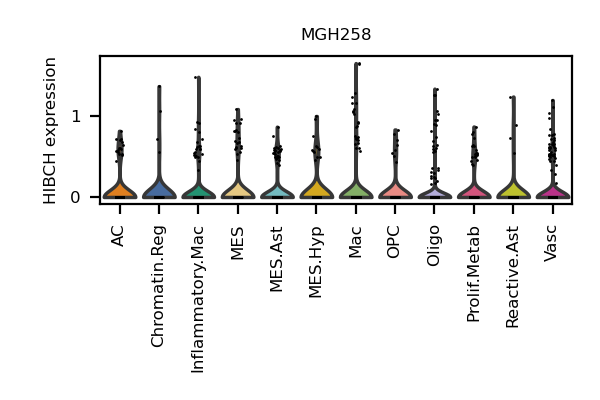 MGH258
HIBCH expression
1
0
AC
Chromatin.Reg
Inflammatory.Mac
MES
MES.Ast
MES.Hyp
Mac
OPC
Oligo
Prolif.Metab
Reactive.Ast
Vasc